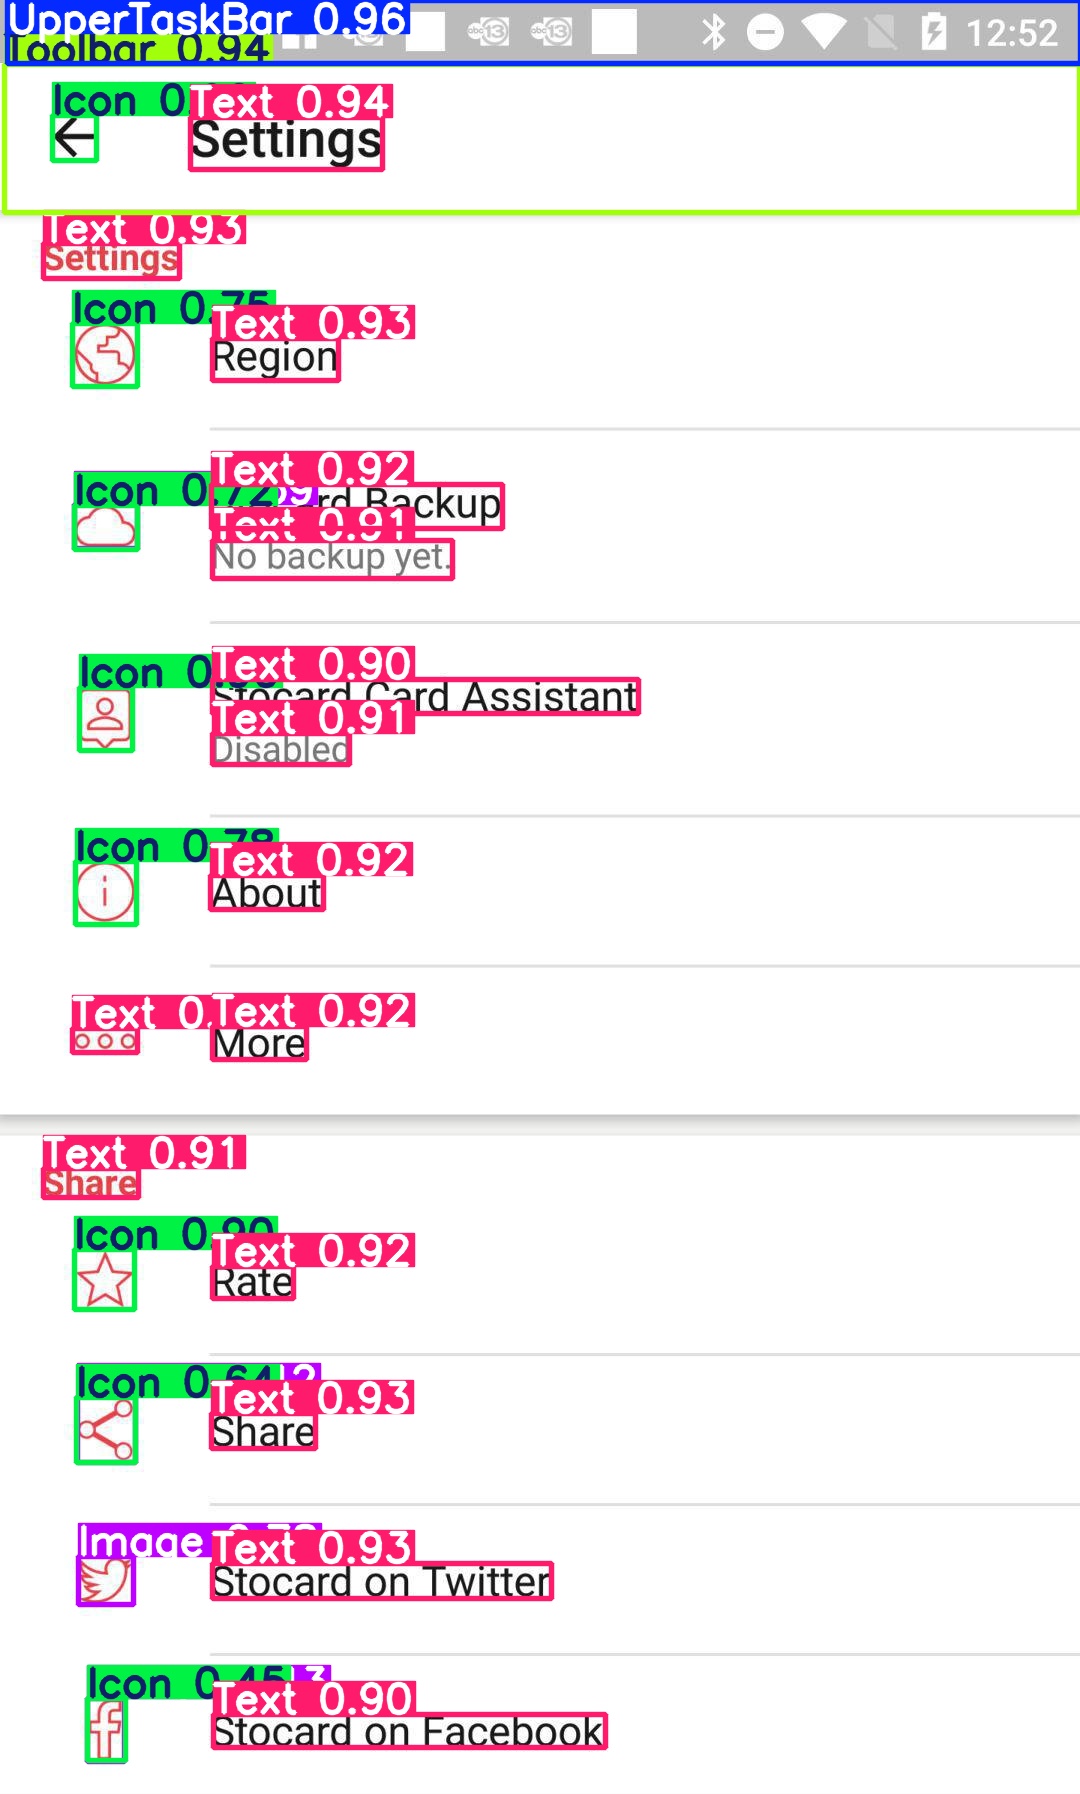 UpperTaskBar 0.96
12:52
Toolbar 0.94
Icon 0.
Text 0.94
Settings
Text 0.93
Settings
Icon 0.75
Text 0.93
Region
Text 0.92
Icon 0.72
rd Backup
Text 0.91
No backup yet.
Text 0.90
Icon 0.
Stocard Card Assistant
Text 0.91
Disabled
Icon 0.78
Text 0.92
About
Text 0.
Text 0.92
More
Text 0.91
Share
Icon 0.90
Text 0.92
Rate
Icon 0.64
Text 0.93
Share
Image
Text 0.93
Stocard on Twitter
Icon 0.45
Text 0.90
Stocard on Facebook